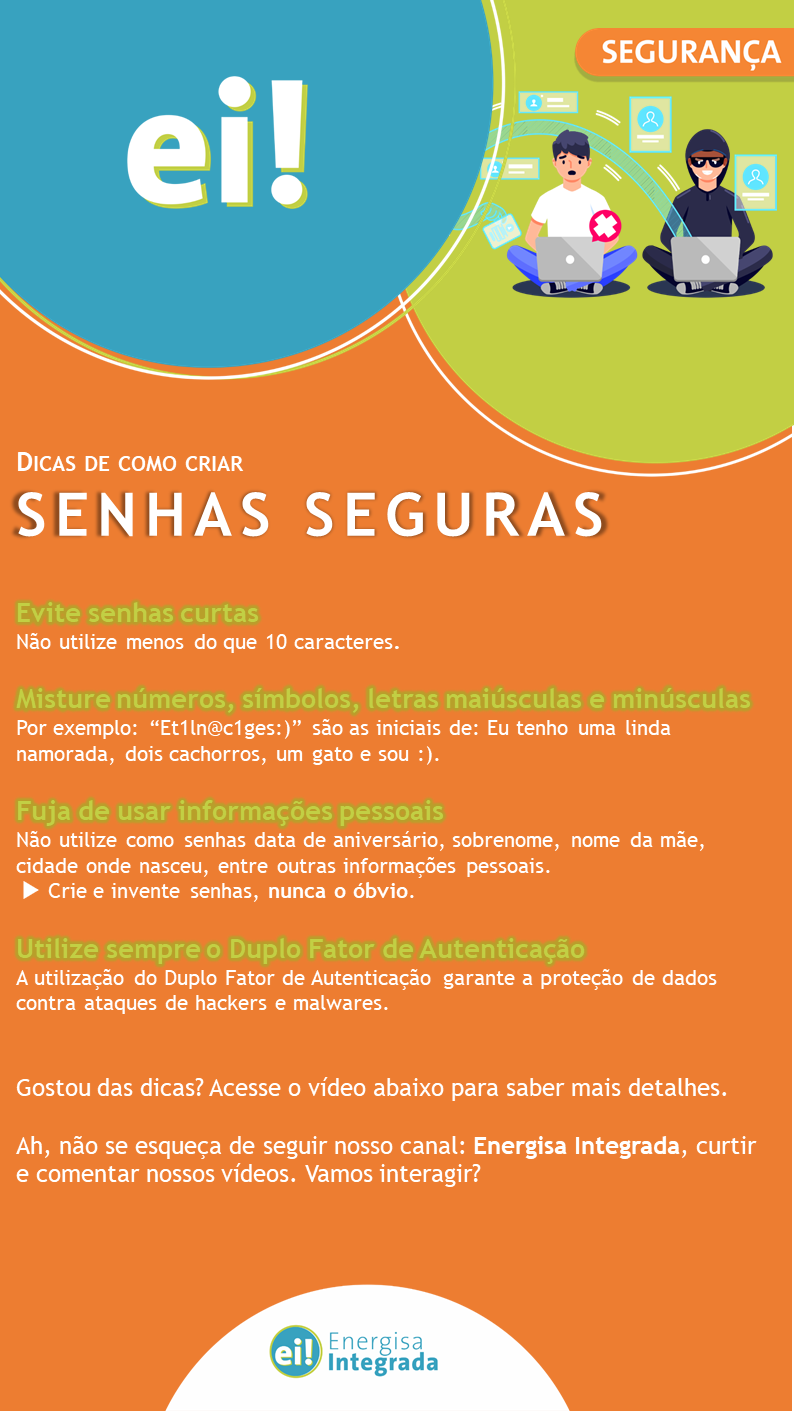 SEGURANÇA
ei!
DICAS DE COMO CRIAR
SENHAS SEGURAS
Evite senhas curtas
Não utilize menos do que 10 caracteres.
Misture números, símbolos, letras maiúsculas e minúsculas
Por exemplo: “Et1ln@c1ges:)” são as iniciais de: Eu tenho uma linda
namorada, dois cachorros, um gato e sou :).
Fuja de usar informações pessoais
Não utilize como senhas data de aniversário, sobrenome, nome da mãe,
cidade onde nasceu, entre outras informações pessoais.
▶ Crie e invente senhas, nunca o óbvio.
Utilize sempre o Duplo Fator de Autenticação
A utilização do Duplo Fator de Autenticação garante a proteção de dados
contra ataques de hackers e malwares.
Gostou das dicas? Acesse o vídeo abaixo para saber mais detalhes.
Ah, não se esqueça de seguir nosso canal: Energisa Integrada, curtir
e comentar nossos vídeos. Vamos interagir?
ei! Energisa
Integrada